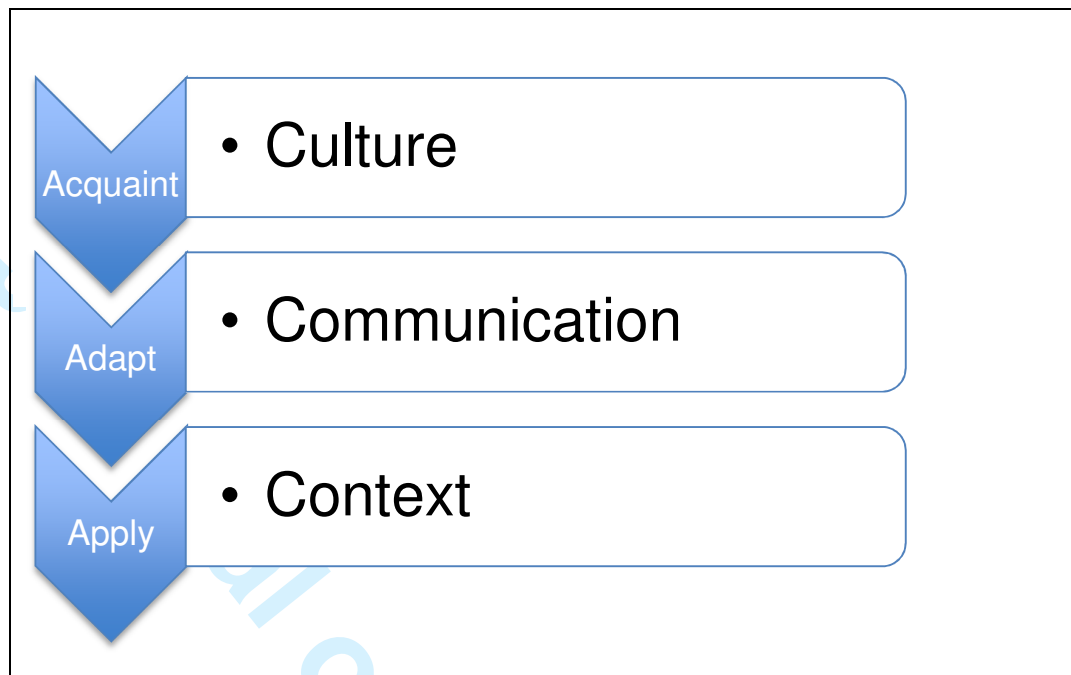 Acquaint
• Culture
Adapt
• Communication
Apply
• Context